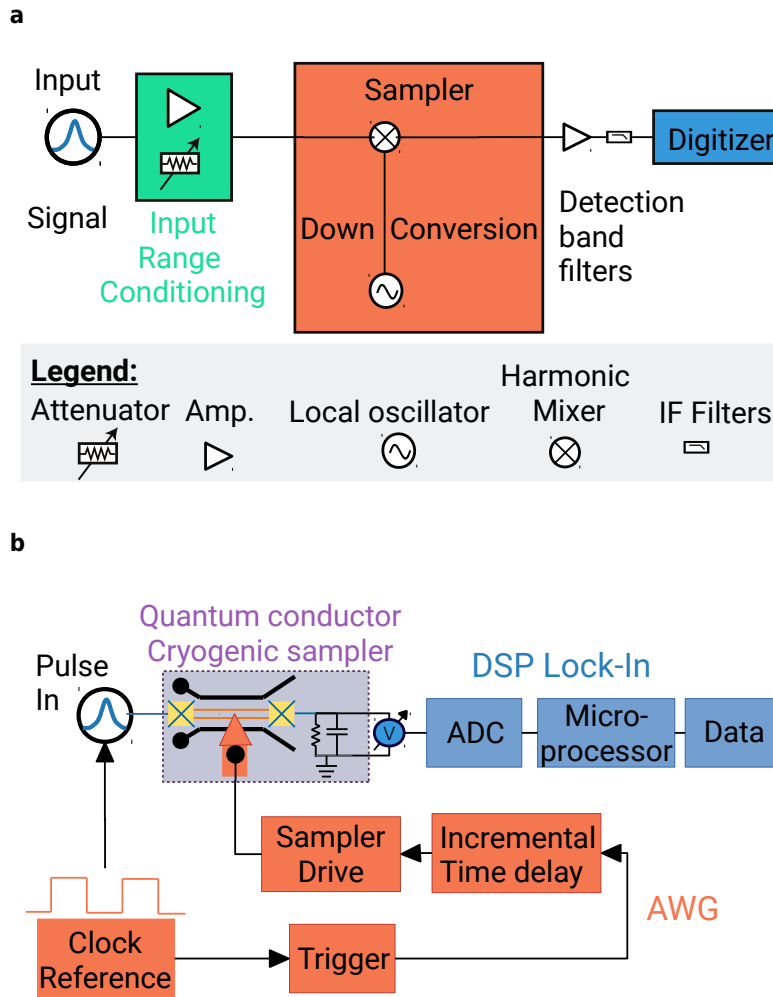 a
Input
Signal
Input
Range
Conditioning
Sampler
Down Conversion
Detection
band
filters
Digitizer
Legend:
Attenuator
Amp.
Local oscillator
Harmonic
Mixer
IF Filters
b
Quantum conductor
Cryogenic sampler
Pulse
In
V
DSP Lock-In
ADC
Micro-
processor
Data
Sampler
Drive
Incremental
Time delay
AWG
Clock
Reference
Trigger